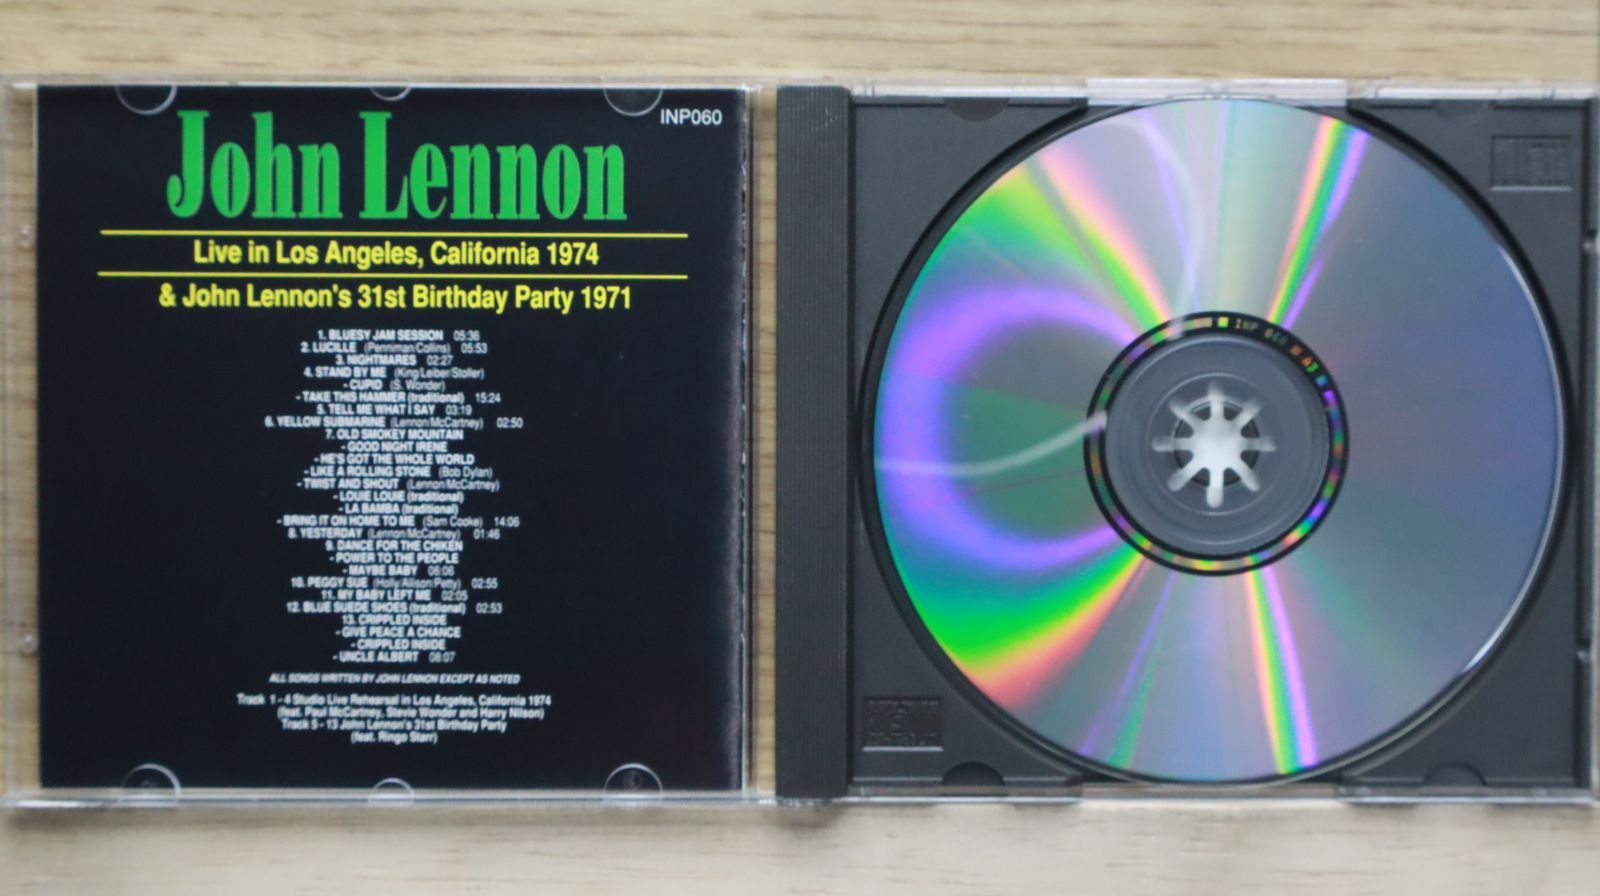 INP060
John Lennon
Live in Los Angeles, California 1974
& John Lennon's 31st Birthday Party 1971
1. BLUESY JAM SESSION 05:36
2. LUCILLE (Penniman/Collins) 05:53
3. NIGHTMARES 02:27
4. STAND BY ME (King/Leiber/Stoller)
- CUPID (S. Wonder)
- TAKE THIS HAMMER (traditional) 15:24
5. TELL ME WHAT I SAY 03:19
6. YELLOW SUBMARINE (Lennon/McCartney) 02:50
7. OLD SMOKEY MOUNTAIN
- GOOD NIGHT IRENE
- HE'S GOT THE WHOLE WORLD
- LIKE A ROLLING STONE (Bob Dylan)
- TWIST AND SHOUT (Lennon/McCartney)
- LOUIE LOUIE (traditional)
- LA BAMBA (traditional)
- BRING IT ON HOME TO ME (Sam Cooke) 14:06
8. YESTERDAY (Lennon/McCartney) 01:46
9. DANCE FOR THE CHIKEN
- POWER TO THE PEOPLE
- MAYBE BABY 06:06
10. PEGGY SUE (Holly/Allison/Petty) 02:55
11. MY BABY LEFT ME 02:05
12. BLUE SUEDE SHOES (traditional) 02:53
13. CRIPPLED INSIDE
- GIVE PEACE A CHANCE
- CRIPPLED INSIDE
- UNCLE ALBERT 08:07
ALL SONGS WRITTEN BY JOHN LENNON EXCEPT AS NOTED
Track 1 - 4 Studio Live Rehearsal in Los Angeles, California 1974
(feat. Paul McCartney, Stevie Wonder and Harry Nilson)
Track 5 - 13 John Lennon's 31st Birthday Party
(feat. Ringo Starr)
INP 060 A3